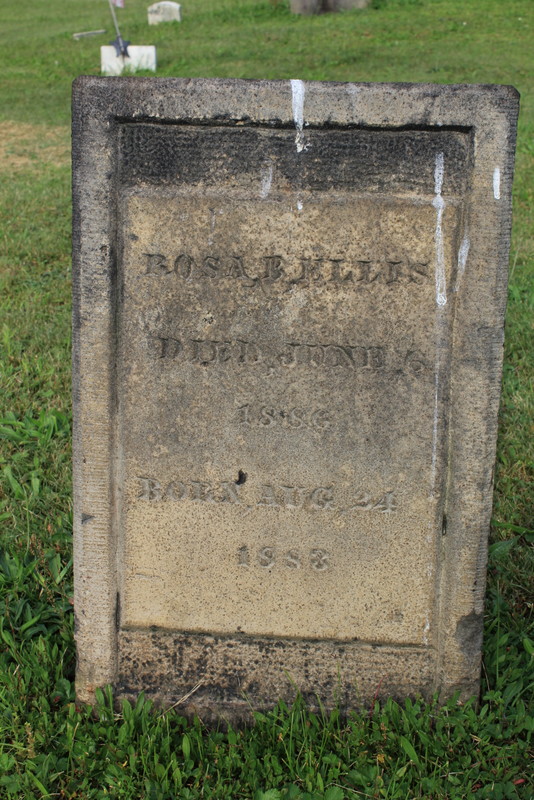 ROSA B. ELLIS
DIED JUNE 6
1886
BORN AUG. 24
1883